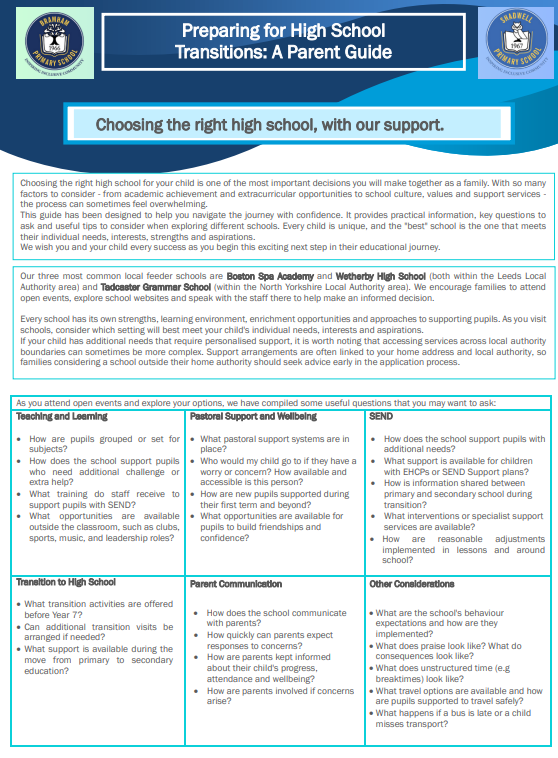 BRAMHAM
PRIMARY SCHOOL
1966
INSPIRING INCLUSIVE COMMUNITIES
Preparing for High School
Transitions: A Parent Guide
SHADWELL
PRIMARY SCHOOL
1967
INSPIRING INCLUSIVE COMMUNITIES
Choosing the right high school, with our support.
Choosing the right high school for your child is one of the most important decisions you will make together as a family. With so many
factors to consider - from academic achievement and extracurricular opportunities to school culture, values and support services -
the process can sometimes feel overwhelming.
This guide has been designed to help you navigate the journey with confidence. It provides practical information, key questions to
ask and useful tips to consider when exploring different schools. Every child is unique, and the "best" school is the one that meets
their individual needs, interests, strengths and aspirations.
We wish you and your child every success as you begin this exciting next step in their educational journey.
Our three most common local feeder schools are Boston Spa Academy and Wetherby High School (both within the Leeds Local
Authority area) and Tadcaster Grammar School (within the North Yorkshire Local Authority area). We encourage families to attend
open events, explore school websites and speak with the staff there to help make an informed decision.
Every school has its own strengths, learning environment, enrichment opportunities and approaches to supporting pupils. As you visit
schools, consider which setting will best meet your child's individual needs, interests and aspirations.
If your child has additional needs that require personalised support, it is worth noting that accessing services across local authority
boundaries can sometimes be more complex. Support arrangements are often linked to your home address and local authority, so
families considering a school outside their home authority should seek advice early in the application process.
As you attend open events and explore your options, we have compiled some useful questions that you may want to ask:
Teaching and Learning
• How are pupils grouped or set for
subjects?
• How does the school support pupils
who need additional challenge or
extra help?
• What training do staff receive to
support pupils with SEND?
• What opportunities are available
outside the classroom, such as clubs,
sports, music, and leadership roles?
Pastoral Support and Wellbeing
• What pastoral support systems are in
place?
• Who would my child go to if they have a
worry or concern? How available and
accessible is this person?
• How are new pupils supported during
their first term and beyond?
• What opportunities are available for
pupils to build friendships and
confidence?
SEND
• How does the school support pupils with
additional needs?
• What support is available for children
with EHCPs or SEND Support plans?
• How is information shared between
primary and secondary school during
transition?
• What interventions or specialist support
services are available?
• How are reasonable adjustments
implemented in lessons and around
school?
Transition to High School
• What transition activities are offered
before Year 7?
• Can additional transition visits be
arranged if needed?
• What support is available during the
move from primary to secondary
education?
Parent Communication
• How does the school communicate
with parents?
• How quickly can parents expect
responses to concerns?
• How are parents kept informed
about their child's progress,
attendance and wellbeing?
• How are parents involved if concerns
arise?
Other Considerations
• What are the school's behaviour
expectations and how are they
implemented?
• What does praise look like? What do
consequences look like?
• What does unstructured time (e.g
breaktimes) look like?
• What travel options are available and how
are pupils supported to travel safely?
• What happens if a bus is late or a child
misses transport?